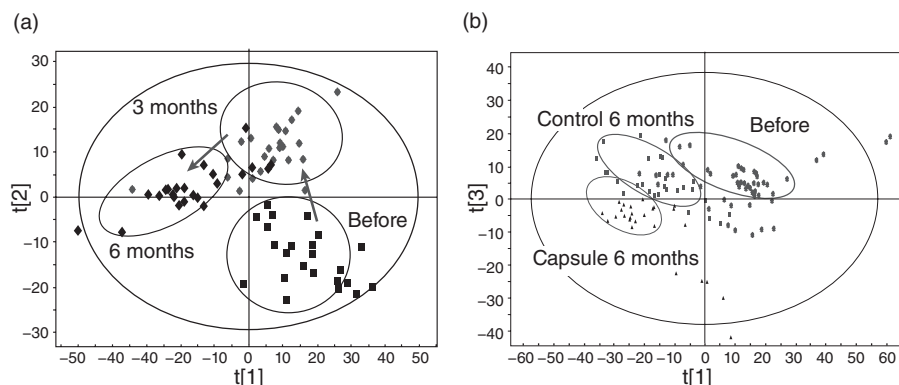 (a)
30
20
10
0
−10
−20
−30
t[2]
3 months
6 months
Before
−50 −40 −30 −20 −10 0 10 20 30 40 50
t[1]
(b)
40
30
20
10
0
−10
−20
−30
−40
t[3]
Control 6 months
Before
Capsule 6 months
−60 −50 −40 −30 −20 −10 0 10 20 30 40 50 60
t[1]